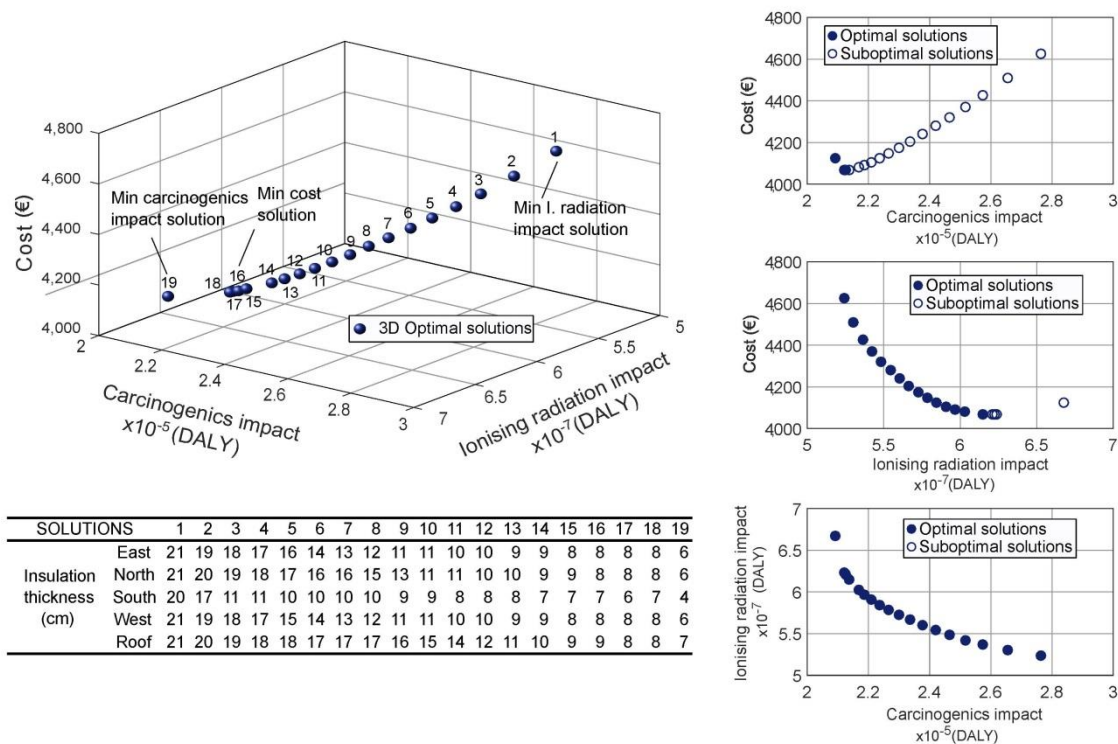 4,800
4,600
4,400
4,200
4,000
Cost (€)
Min carcinogenics
impact solution
Min cost
solution
Min I. radiation
impact solution
1
2
3
4
5
6
7
8
9
10
11
12
13
14
15
16
17
18
19
3D Optimal solutions
2
2.2
2.4
2.6
2.8
3
Carcinogenics impact
x10-5(DALY)
5
5.5
6
6.5
7
Ionising radiation impact
x10-7(DALY)
4800
4,600
4,400
4,200
4000
Cost (€)
Optimal solutions
Suboptimal solutions
2 2.2 2.4 2.6 2.8 3
Carcinogenics impact
x10-5(DALY)
4800
4600
4400
4200
4000
Cost (€)
Optimal solutions
Suboptimal solutions
5 5.5 6 6.5 7
Ionising radiation impact
x10-7(DALY)
SOLUTIONS 1 2 3 4 5 6 7 8 9 10 11 12 13 14 15 16 17 18 19
Insulation
thickness
(cm)
East 21 19 18 17 16 14 13 12 11 11 10 10 9 9 8 8 8 8 6
North 21 20 19 18 17 16 16 15 13 11 11 10 10 9 9 8 8 8 6
South 20 17 11 11 10 10 10 10 9 9 8 8 8 7 7 7 6 7 4
West 21 19 18 17 15 14 13 12 11 11 10 10 9 9 8 8 8 8 6
Roof 21 20 19 18 18 17 17 17 16 15 14 12 11 10 9 9 8 8 7
7
6.5
6
5.5
5
Ionising radiation impact
x10-7 (DALY)
Optimal solutions
Suboptimal solutions
2 2.2 2.4 2.6 2.8 3
Carcinogenics impact
x10-5(DALY)